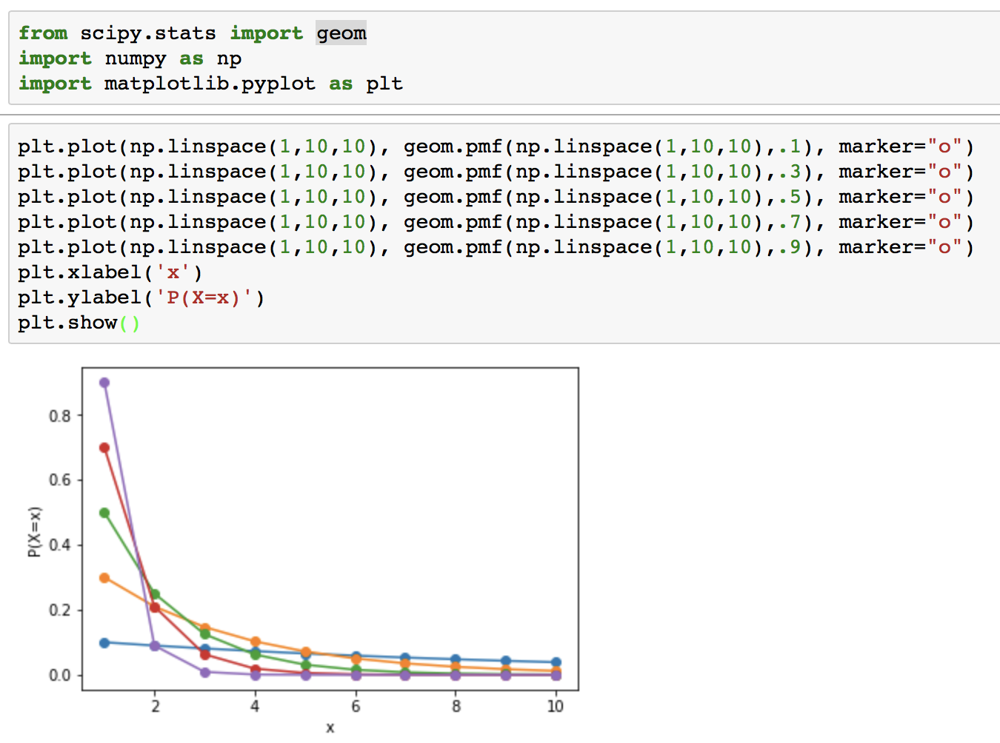 from scipy.stats import geom
import numpy as np
import matplotlib.pyplot as plt
plt.plot(np.linspace(1,10,10), geom.pmf(np.linspace(1,10,10),.1), marker="o")
plt.plot(np.linspace(1,10,10), geom.pmf(np.linspace(1,10,10),.3), marker="o")
plt.plot(np.linspace(1,10,10), geom.pmf(np.linspace(1,10,10),.5), marker="o")
plt.plot(np.linspace(1,10,10), geom.pmf(np.linspace(1,10,10),.7), marker="o")
plt.plot(np.linspace(1,10,10), geom.pmf(np.linspace(1,10,10),.9), marker="o")
plt.xlabel('x')
plt.ylabel('P(X=x)')
plt.show()
0.8
0.6
P(X=x)
0.4
0.2
0.0
2 4 6 8 10
x